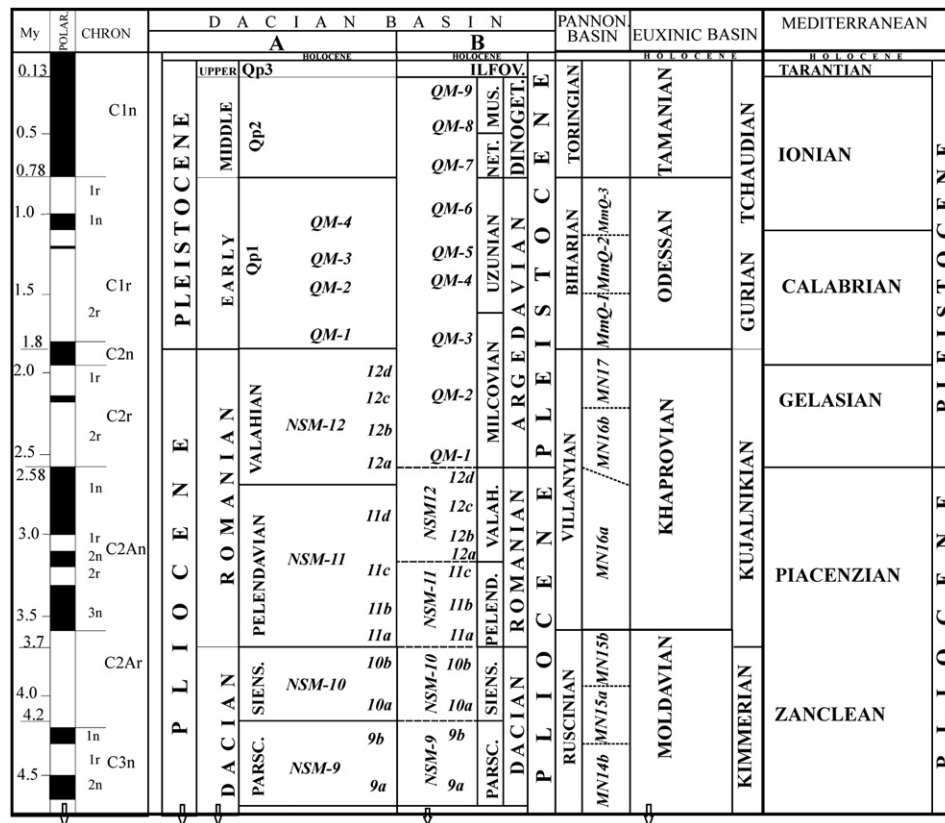 D A C I A N B A S I N
PANNON. BASIN
EUXINIC BASIN
MEDITERRANEAN
My
POLAR.
CHRON
A
B
HOLOCENE
HOLOCENE
HOLOCENE
HOLOCENE
0.13
0.5
0.78
1.0
1.5
1.8
2.0
2.5
2.58
3.0
3.5
3.7
4.0
4.2
4.5
C1n
1r
1n
C1r
2r
C2n
1r
C2r
2r
1n
1r
C2An
2n
2r
3n
C2Ar
1n
1r
C3n
2n
PLEISTOCENE
PLIOCENE
UPPER
MIDDLE
EARLY
ROMANIAN
DACIAN
Qp3
Qp2
Qp1
VALAHIAN
PELENDAVIAN
SIENS.
PARSC.
QM-4
QM-3
QM-2
QM-1
12d
12c
NSM-12
12b
12a
11d
NSM-11
11c
11b
11a
10b
NSM-10
10a
9b
NSM-9
9a
ILFOV.
QM-9
QM-8
QM-7
QM-6
QM-5
QM-4
QM-3
QM-2
QM-1
12d
NSM12
12c
12b
12a
11c
NSM-11
11b
11a
NSM-10
10b
10a
NSM-9
9b
9a
MUS.
NET.
UZUNIAN
MILCOVIAN
VALAH.
PELEND.
SIENS.
PARSC.
DINOGET.
ARGEDAVIAN
ROMANIAN
DACIAN
PLEISTOCENE
PLIOCENE
TORINGIAN
BIHARIAN
VILLANYIAN
RUSCINIAN
MmQ-3
MmQ-2
MmQ-1
MN17
MN16b
MN16a
MN15b
MN15a
MN14b
TAMANIAN
ODESSAN
KHAPROVIAN
MOLDAVIAN
TCHAUDIAN
GURIAN
KUJALNIKIAN
KIMMERIAN
TARANTIAN
IONIAN
CALABRIAN
GELASIAN
PIACENZIAN
ZANCLEAN
PLEISTOCENE
PLIOCENE